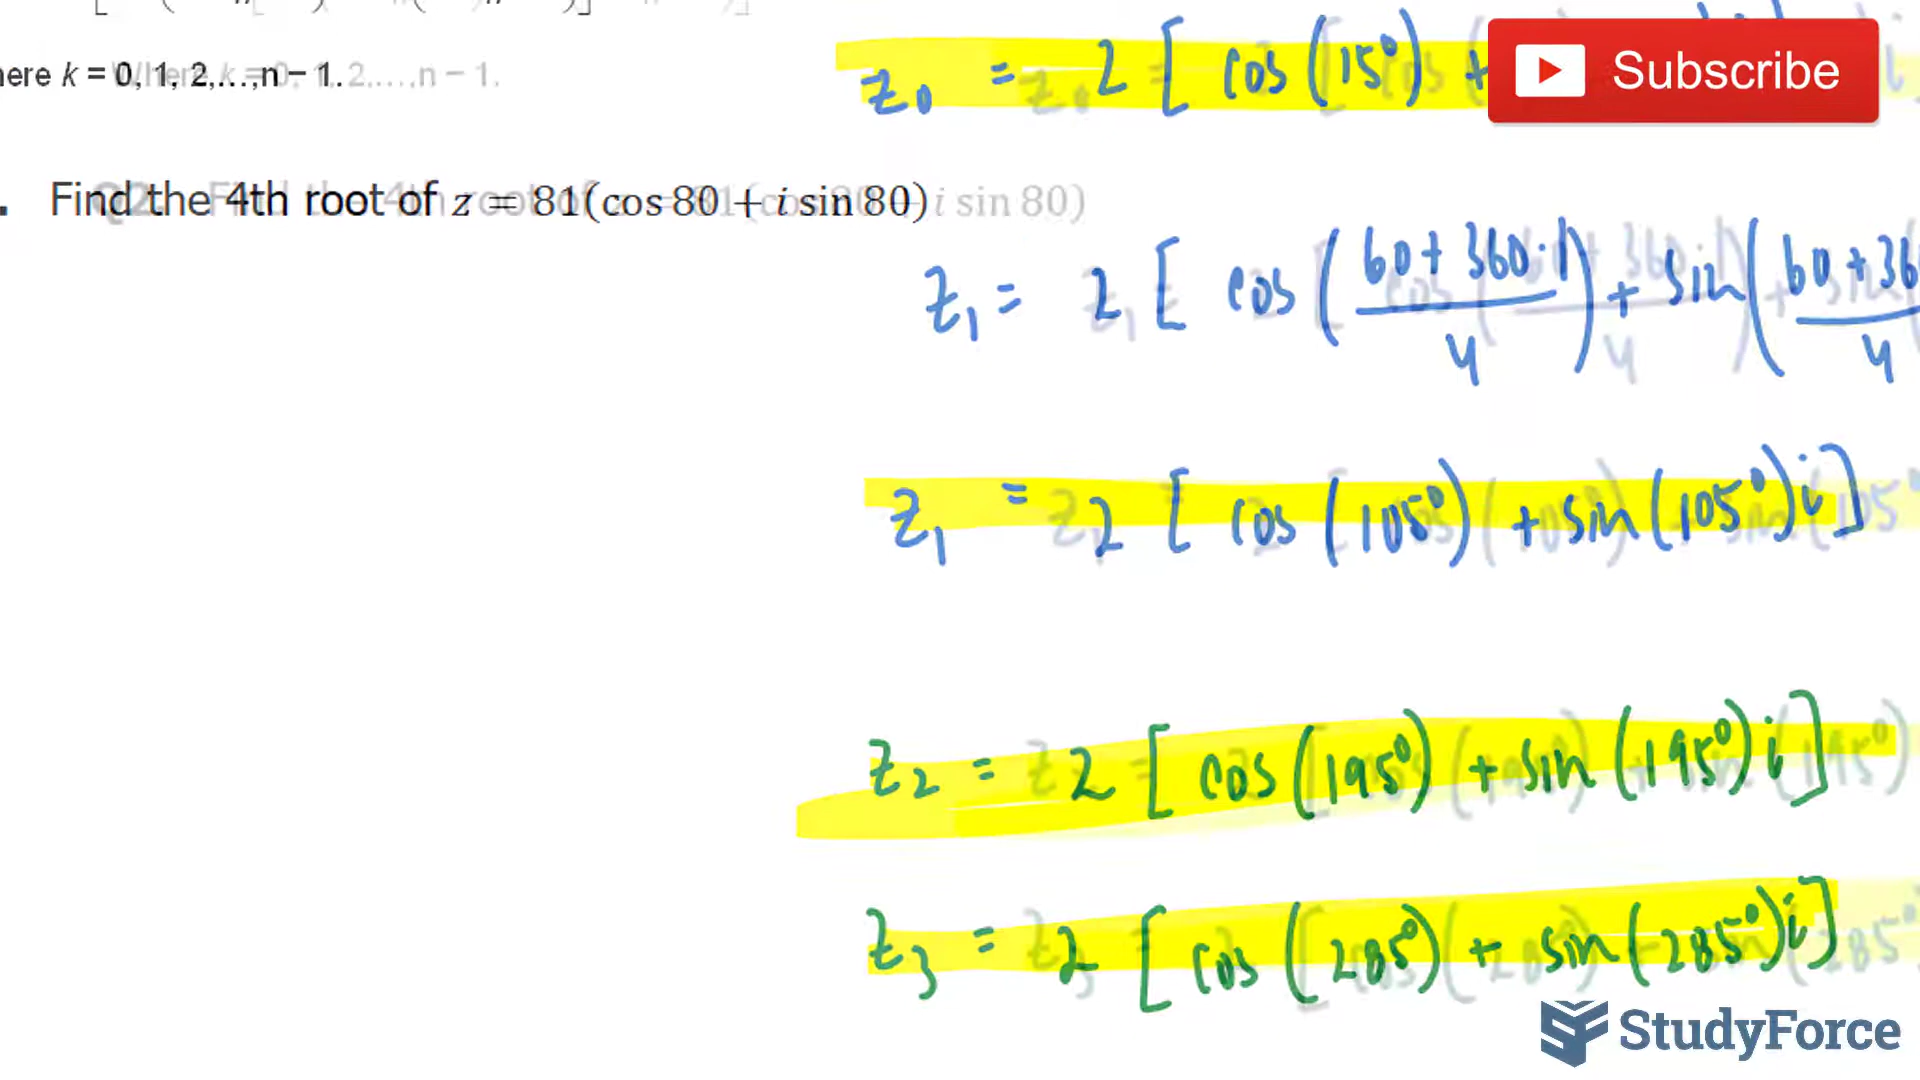 here k = 0, 1, 2,...,n − 1.
Find the 4th root of z = 81(cos 80 + i sin 80)
z₀ = 2 [ cos (15°) +
Subscribe
z₁ = 2 [ cos ( 60 + 360·1 / 4 ) + sin ( 60 + 36 / 4
z₁ = 2 [ cos (105°) + sin (105°) i ]
z₂ = 2 [ cos (195°) + sin (195°) i ]
z₃ = 2 [ cos (285°) + sin (285°) i ]
StudyForce